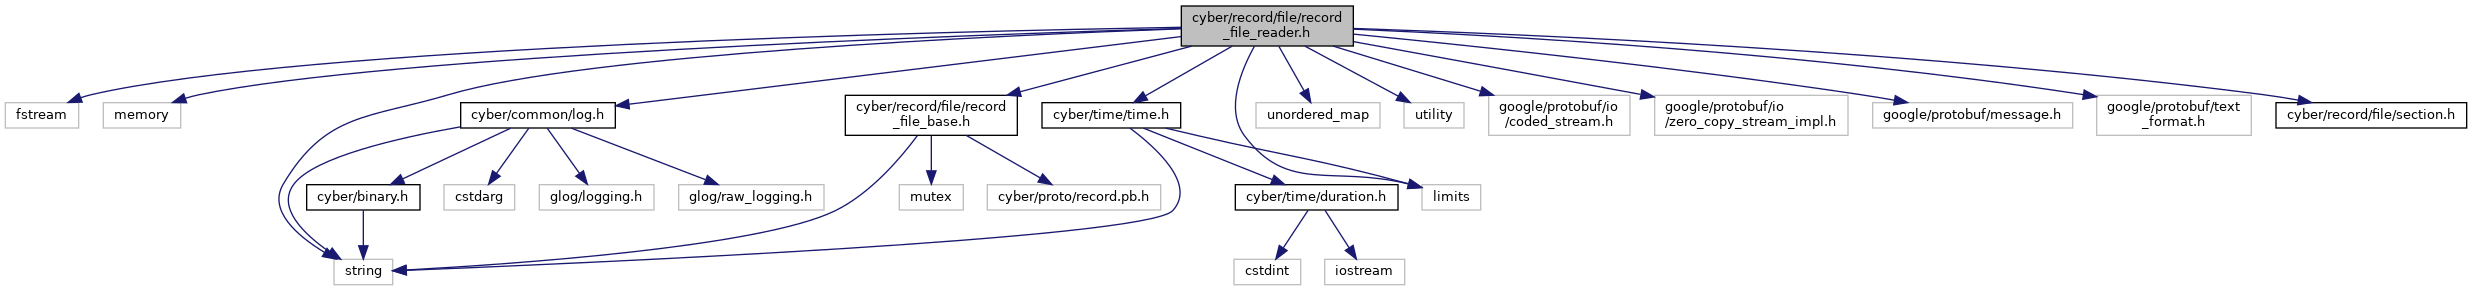 cyber/record/file/record
_file_reader.h
fstream
memory
cyber/common/log.h
cyber/record/file/record
_file_base.h
cyber/time/time.h
unordered_map
utility
google/protobuf/io
/coded_stream.h
google/protobuf/io
/zero_copy_stream_impl.h
google/protobuf/message.h
google/protobuf/text
_format.h
cyber/record/file/section.h
cyber/binary.h
cstdarg
glog/logging.h
glog/raw_logging.h
mutex
cyber/proto/record.pb.h
cyber/time/duration.h
limits
string
cstdint
iostream